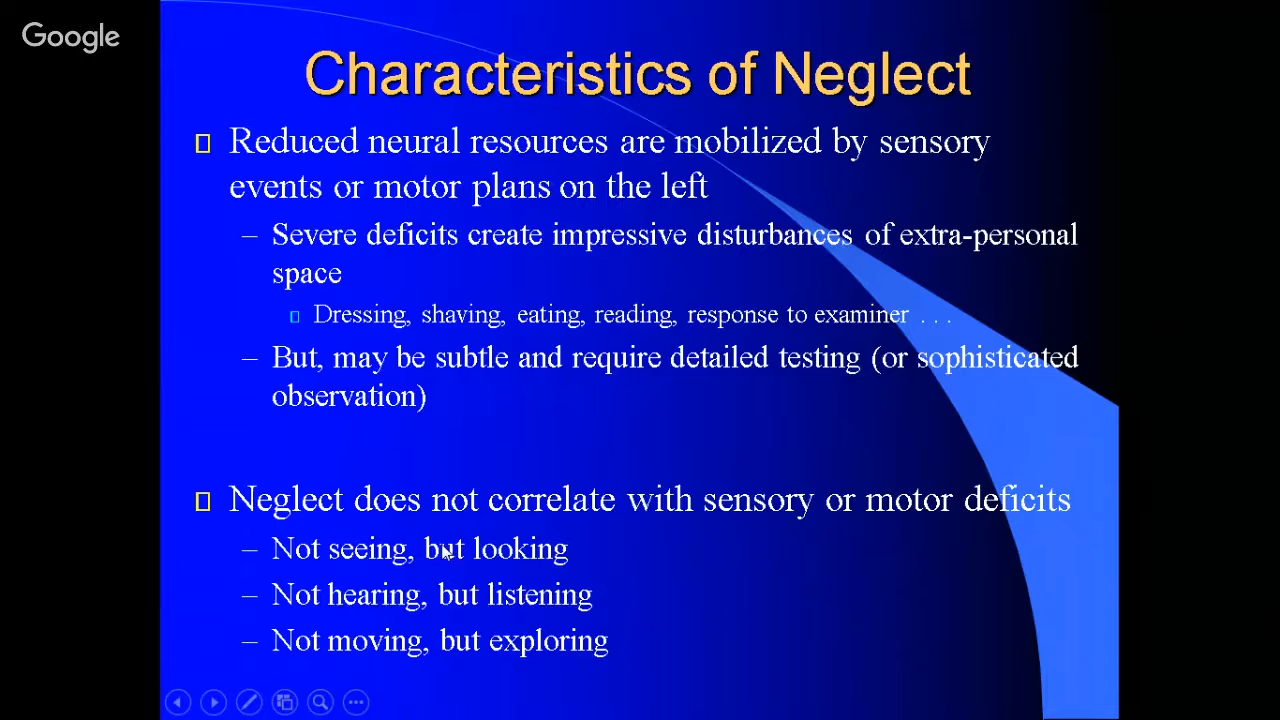 Google
Characteristics of Neglect
Reduced neural resources are mobilized by sensory
events or motor plans on the left
– Severe deficits create impressive disturbances of extra-personal
space
Dressing, shaving, eating, reading, response to examiner . . .
– But, may be subtle and require detailed testing (or sophisticated
observation)
Neglect does not correlate with sensory or motor deficits
– Not seeing, but looking
– Not hearing, but listening
– Not moving, but exploring